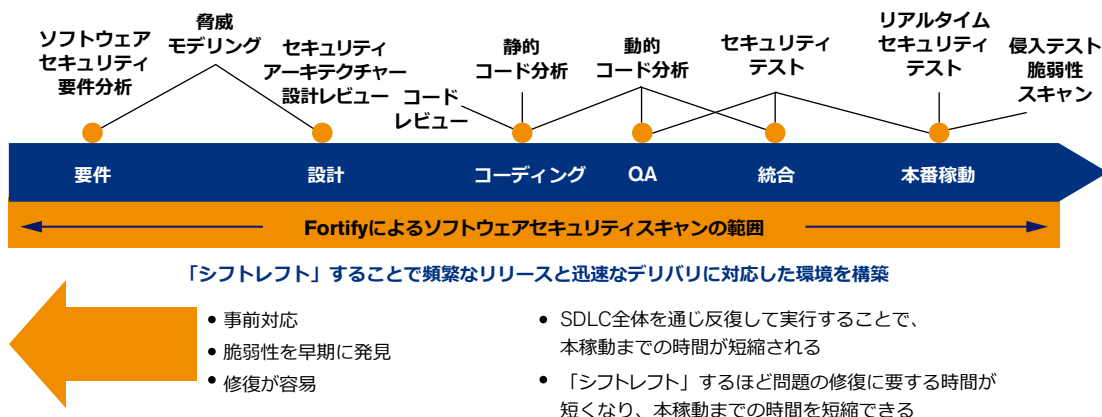 ソフトウェア
セキュリティ
要件分析
脅威
モデリング
セキュリティ
アーキテクチャー
設計レビュー
コード
レビュー
静的
コード分析
動的
コード分析
セキュリティ
テスト
リアルタイム
セキュリティ
テスト
侵入テスト
脆弱性
スキャン
要件
設計
コーディング
QA
統合
本番稼動
Fortifyによるソフトウェアセキュリティスキャンの範囲
「シフトレフト」することで頻繁なリリースと迅速なデリバリに対応した環境を構築
• 事前対応
• 脆弱性を早期に発見
• 修復が容易
• SDLC全体を通じ反復して実行することで、
本稼動までの時間が短縮される
• 「シフトレフト」するほど問題の修復に要する時間が
短くなり、本稼動までの時間を短縮できる